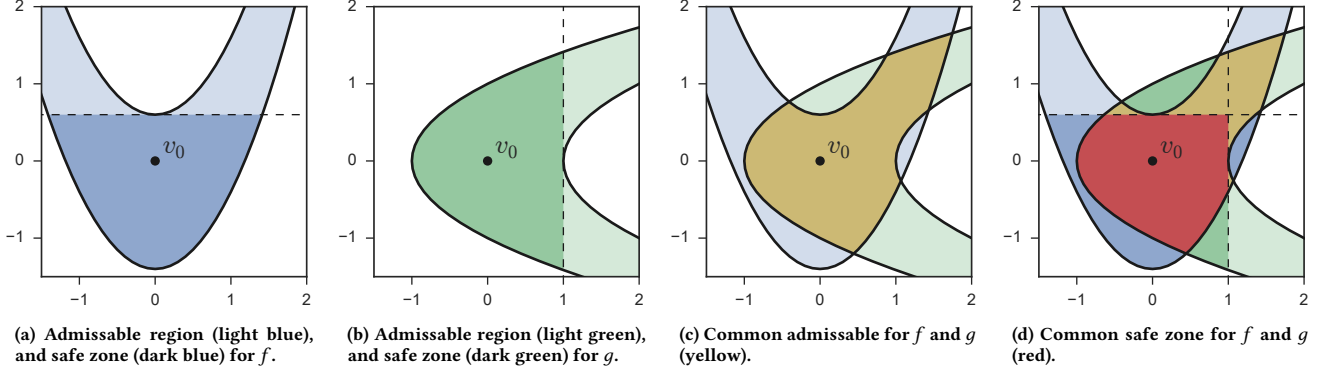 2
1
0
−1
v0
−1
0
1
2
(a) Admissable region (light blue),
and safe zone (dark blue) for f.
2
1
0
−1
v0
−1
0
1
2
(b) Admissable region (light green),
and safe zone (dark green) for g.
2
1
0
−1
v0
−1
0
1
2
(c) Common admissable for f and g
(yellow).
2
1
0
−1
v0
−1
0
1
2
(d) Common safe zone for f and g
(red).